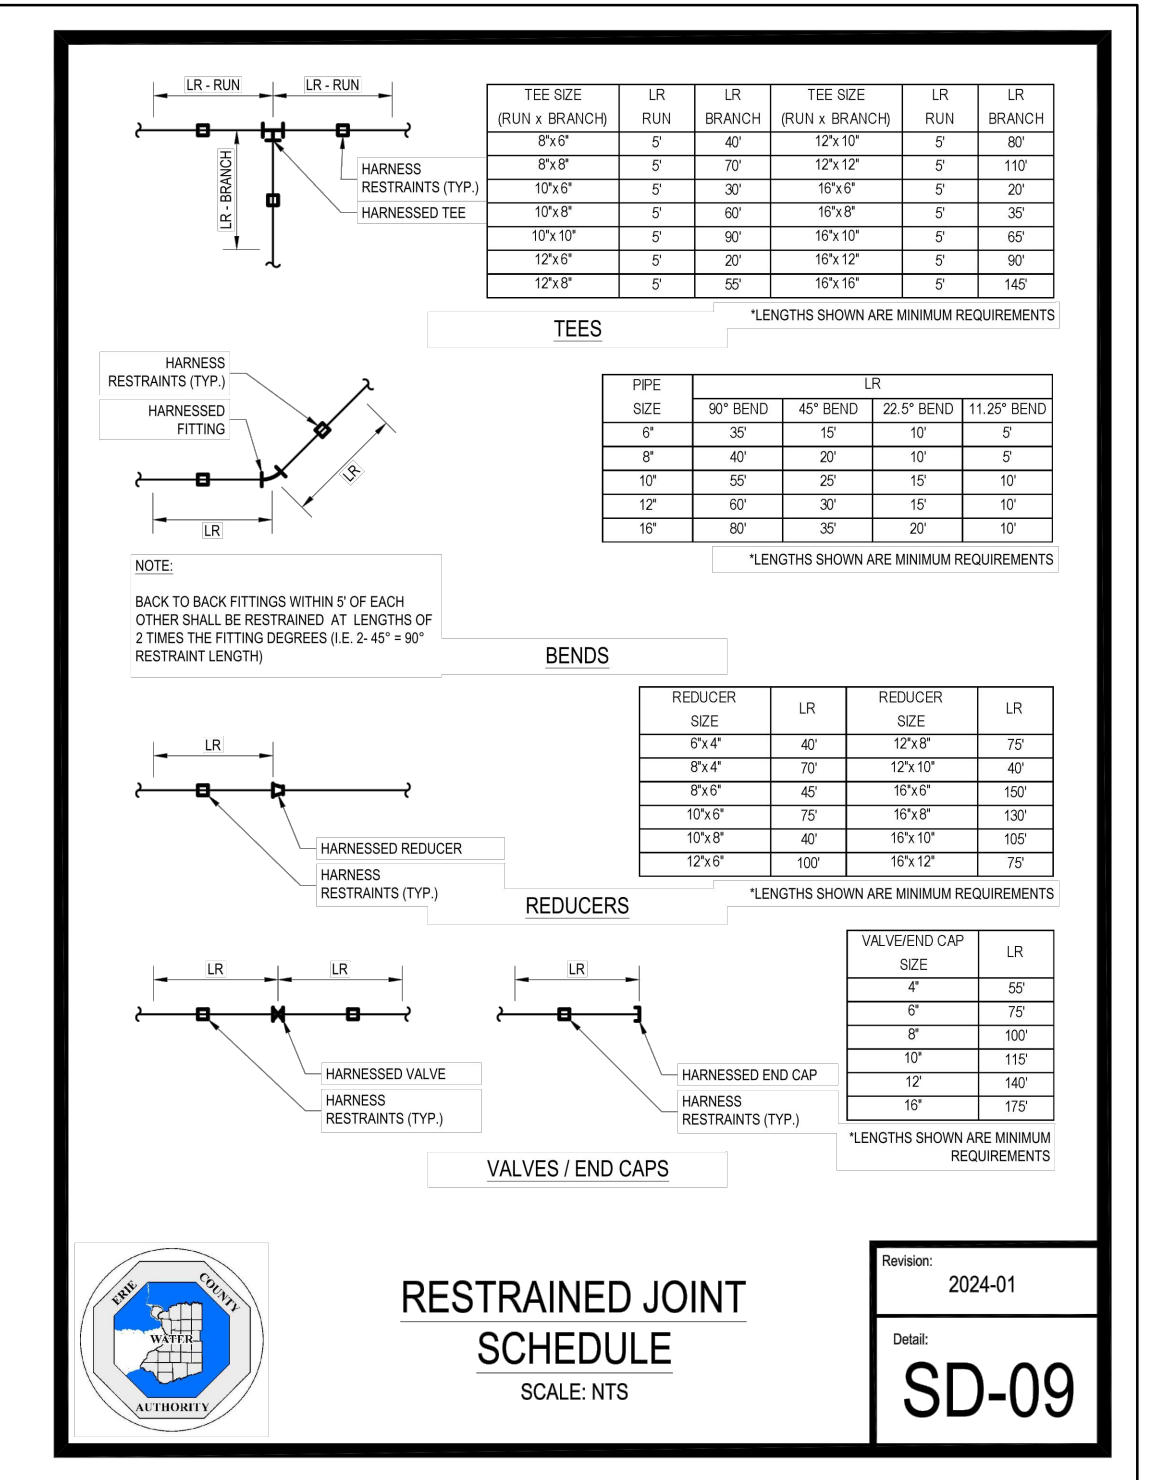 LR - RUN LR - RUN
LR - BRANCH
HARNESS
RESTRAINTS (TYP.)
HARNESSED TEE
TEE SIZE LR LR TEE SIZE LR LR
(RUN x BRANCH) RUN BRANCH (RUN x BRANCH) RUN BRANCH
8"x 6" 5' 40' 12"x 10" 5' 80'
8"x 8" 5' 70' 12"x 12" 5' 110'
10"x 6" 5' 30' 16"x 6" 5' 20'
10"x 8" 5' 60' 16"x 8" 5' 35'
10"x 10" 5' 90' 16"x 10" 5' 65'
12"x 6" 5' 20' 16"x 12" 5' 90'
12"x 8" 5' 55' 16"x 16" 5' 145'
*LENGTHS SHOWN ARE MINIMUM REQUIREMENTS
TEES
HARNESS
RESTRAINTS (TYP.)
HARNESSED
FITTING
LR
LR
PIPE LR
SIZE 90° BEND 45° BEND 22.5° BEND 11.25° BEND
6" 35' 15' 10' 5'
8" 40' 20' 10' 5'
10" 55' 25' 15' 10'
12" 60' 30' 15' 10'
16" 80' 35' 20' 10'
*LENGTHS SHOWN ARE MINIMUM REQUIREMENTS
NOTE:
BACK TO BACK FITTINGS WITHIN 5' OF EACH
OTHER SHALL BE RESTRAINED AT LENGTHS OF
2 TIMES THE FITTING DEGREES (I.E. 2- 45° = 90°
RESTRAINT LENGTH)
BENDS
LR
HARNESSED REDUCER
HARNESS
RESTRAINTS (TYP.)
REDUCER LR REDUCER LR
SIZE SIZE
6"x 4" 40' 12"x 8" 75'
8"x 4" 70' 12"x 10" 40'
8"x 6" 45' 16"x 6" 150'
10"x 6" 75' 16"x 8" 130'
10"x 8" 40' 16"x 10" 105'
12"x 6" 100' 16"x 12" 75'
*LENGTHS SHOWN ARE MINIMUM REQUIREMENTS
REDUCERS
LR LR
HARNESSED VALVE
HARNESS
RESTRAINTS (TYP.)
LR
HARNESSED END CAP
HARNESS
RESTRAINTS (TYP.)
VALVE/END CAP LR
SIZE
4" 55'
6" 75'
8" 100'
10" 115'
12' 140'
16" 175'
*LENGTHS SHOWN ARE MINIMUM
REQUIREMENTS
VALVES / END CAPS
ERIE COUNTY
WATER
AUTHORITY
RESTRAINED JOINT
SCHEDULE
SCALE: NTS
Revision:
2024-01
Detail:
SD-09